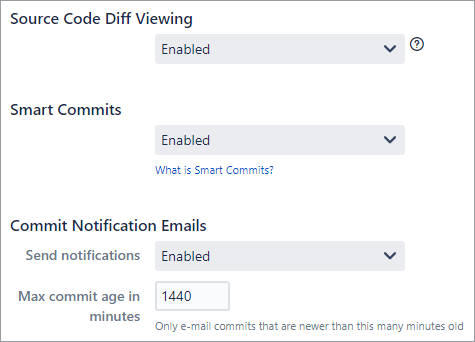 Source Code Diff Viewing
Enabled
Smart Commits
Enabled
What is Smart Commits?
Commit Notification Emails
Send notifications
Enabled
Max commit age in
minutes
1440
Only e-mail commits that are newer than this many minutes old